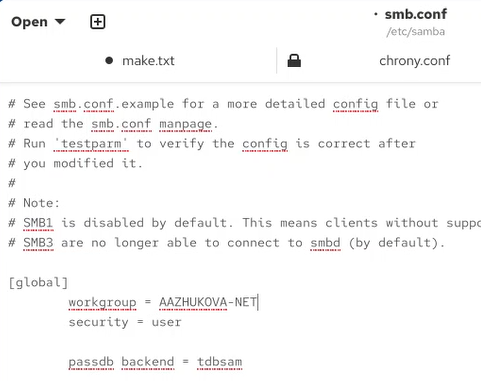 Open
• smb.conf
/etc/samba
● make.txt
chrony.conf
# See smb.conf.example for a more detailed config file or
# read the smb.conf manpage.
# Run 'testparm' to verify the config is correct after
# you modified it.
#
# Note:
# SMB1 is disabled by default. This means clients without suppo
# SMB3 are no longer able to connect to smbd (by default).
[global]
workgroup = AAZHUKOVA-NET
security = user
passdb backend = tdbsam